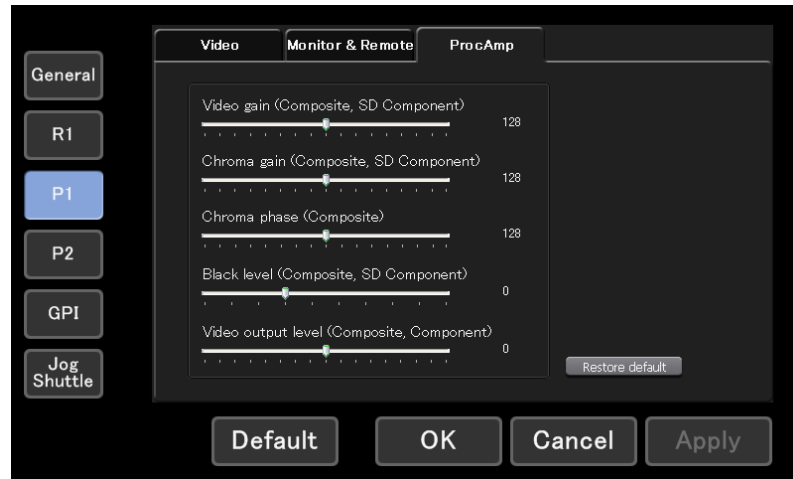 Video Monitor & Remote ProcAmp
General
R1
P1
P2
GPI
Jog
Shuttle
Video gain (Composite, SD Component)
128
Chroma gain (Composite, SD Component)
128
Chroma phase (Composite)
128
Black level (Composite, SD Component)
0
Video output level (Composite, Component)
0
Restore default
Default OK Cancel Apply